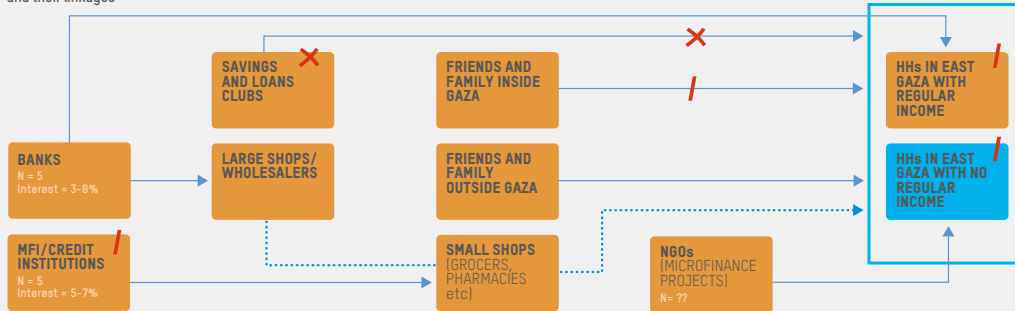 and their linkages
SAVINGS
AND LOANS
CLUBS
FRIENDS AND
FAMILY INSIDE
GAZA
HHs IN EAST
GAZA WITH
REGULAR
INCOME
BANKS
N = 5
Interest = 3-8%
LARGE SHOPS/
WHOLESALERS
FRIENDS AND
FAMILY
OUTSIDE GAZA
HHs IN EAST
GAZA WITH NO
REGULAR
INCOME
MFI/CREDIT
INSTITUTIONS
N = 5
Interest = 5-7%
SMALL SHOPS
(GROCERS,
PHARMACIES
etc)
NGOs
(MICROFINANCE
PROJECTS)
N= ??